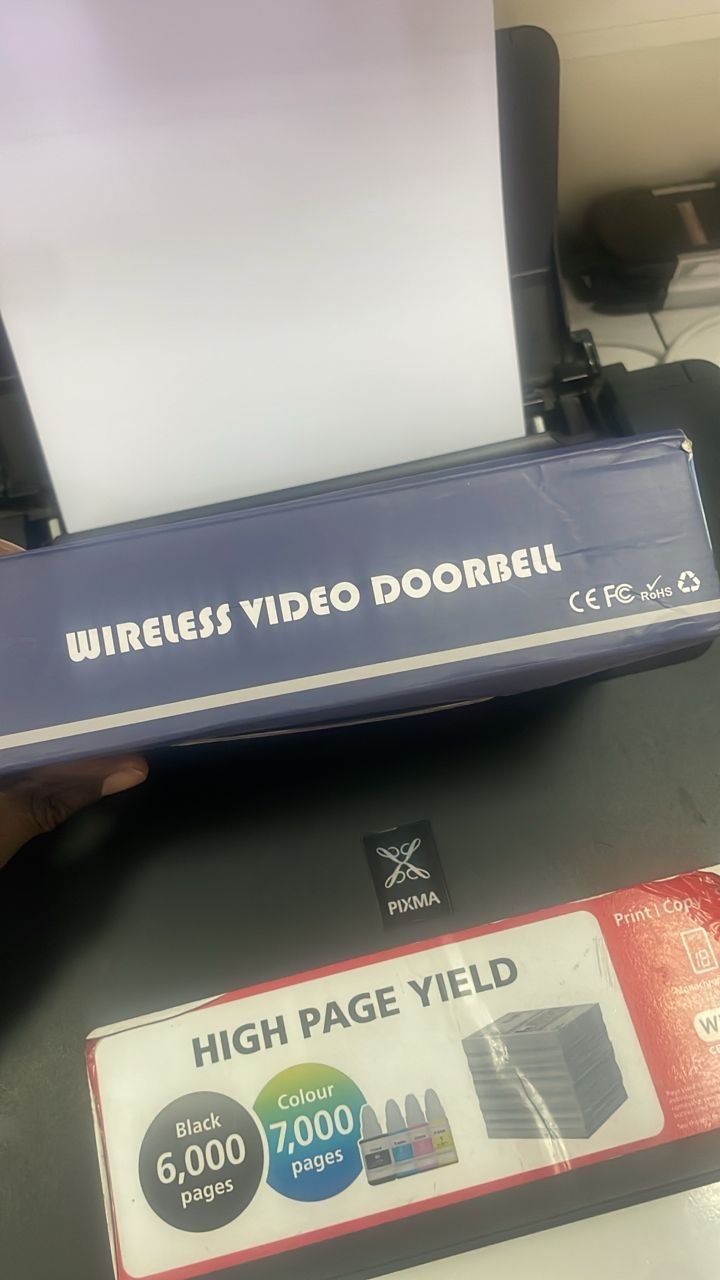 WIRELESS VIDEO DOORBELL
CE FC RoHS
PIXMA
Print | Copy
HIGH PAGE YIELD
Black
6,000
pages
Colour
7,000
pages